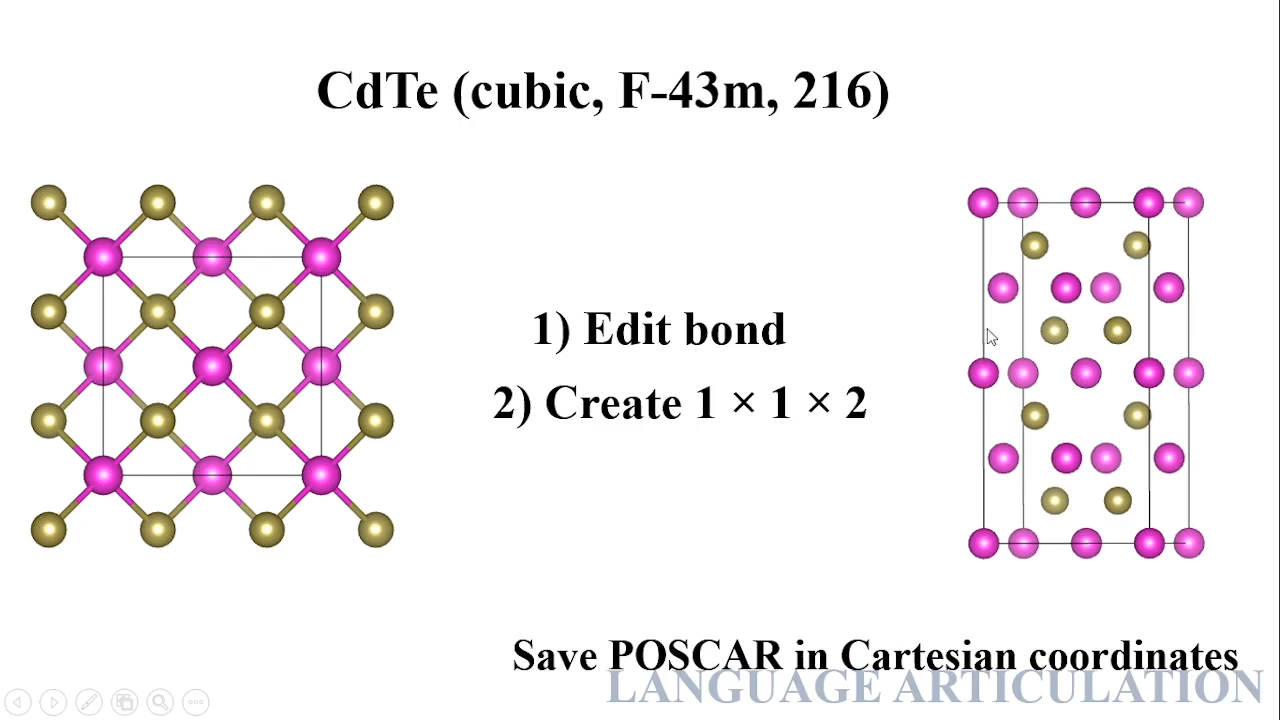 CdTe (cubic, F-43m, 216)
1) Edit bond
2) Create 1 × 1 × 2
Save POSCAR in Cartesian coordinates
LANGUAGE ARTICULATION